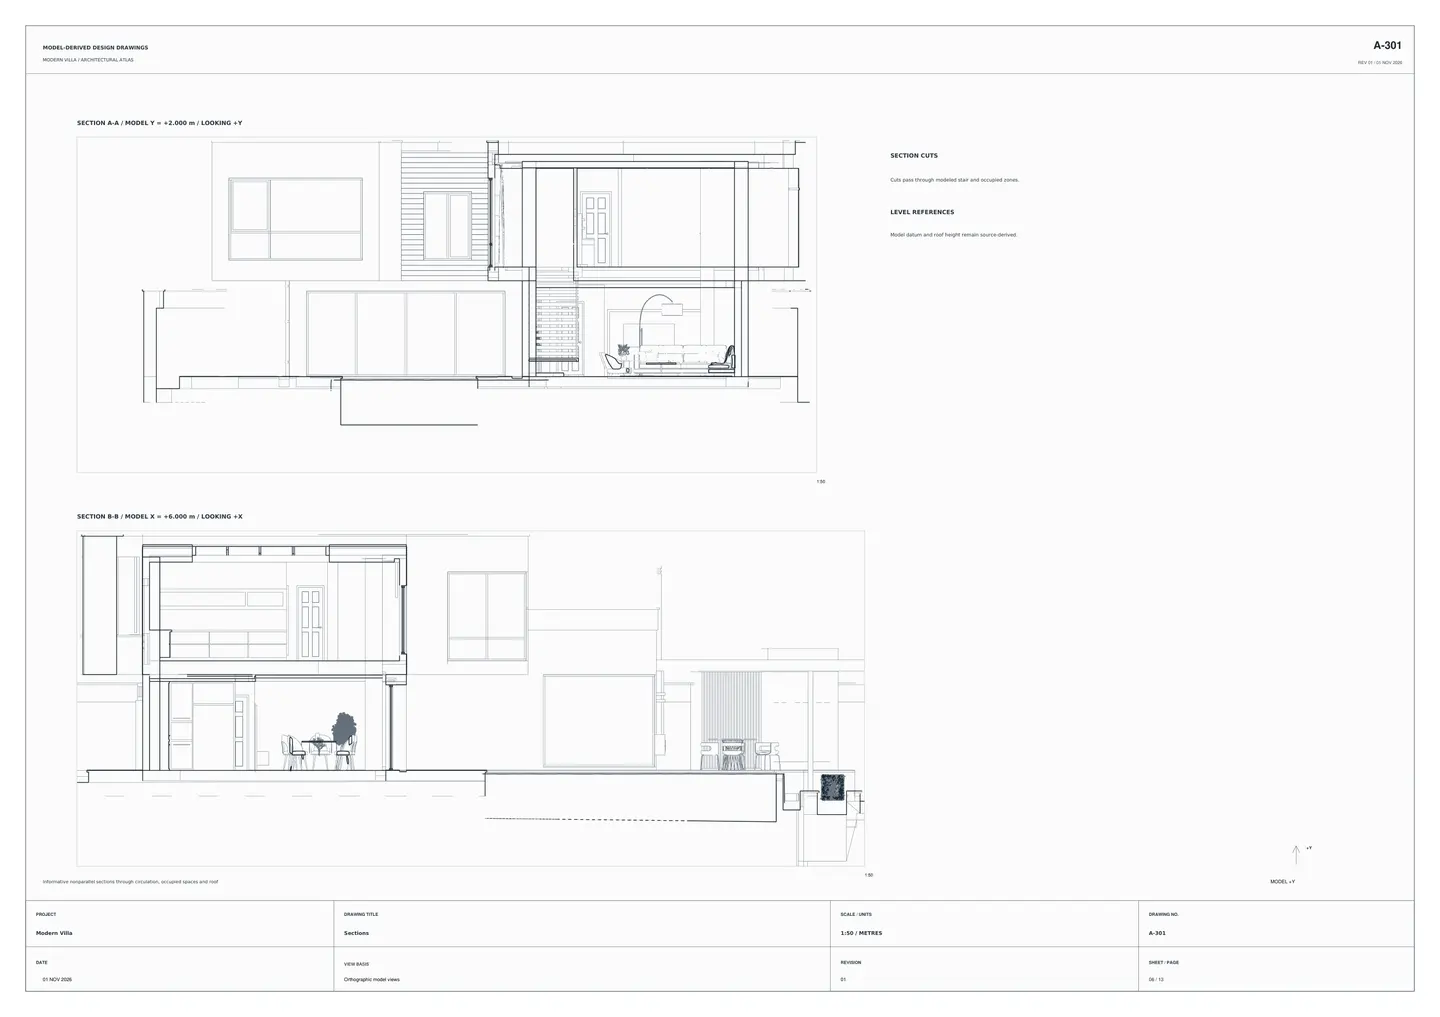 MODEL-DERIVED DESIGN DRAWINGS
MODERN VILLA / ARCHITECTURAL ATLAS
A-301
REV 01 / 01 NOV 2026
SECTION A-A / MODEL Y = +2.000 m / LOOKING +Y
SECTION CUTS
Cuts pass through modelled stair and occupied zones.
LEVEL REFERENCES
Model datum and roof height remain source-derived.
1:50
SECTION B-B / MODEL X = +6.000 m / LOOKING +X
1:50
+Y
MODEL +Y
Informative nonparallel sections through circulation, occupied spaces and roof
PROJECT
Modern Villa
DRAWING TITLE
Sections
SCALE / UNITS
1:50 / METRES
DRAWING NO.
A-301
DATE
01 NOV 2026
VIEW BASIS
Orthographic model views
REVISION
01
SHEET / PAGE